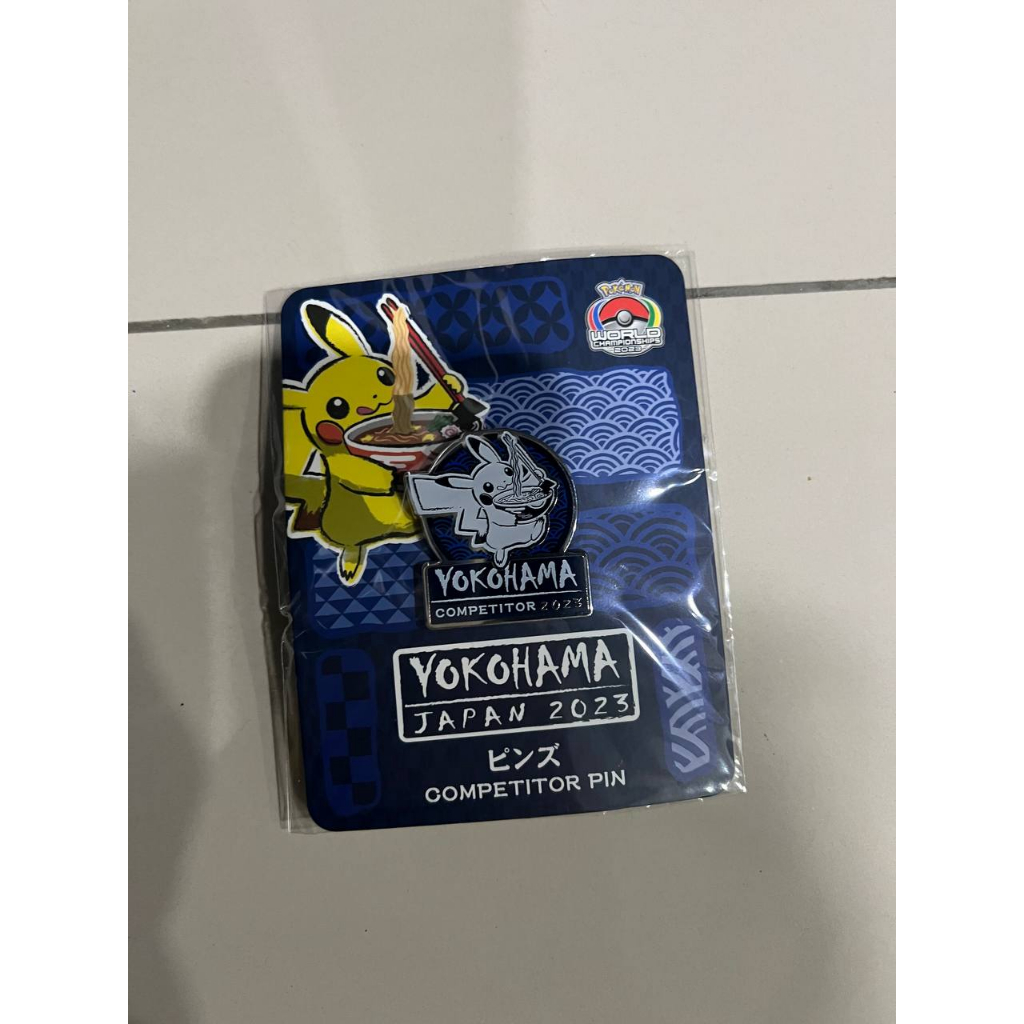 Pokémon
WORLD
CHAMPIONSHIPS
2023
YOKOHAMA
COMPETITOR 2023
YOKOHAMA
JAPAN 2023
ピンズ
COMPETITOR PIN